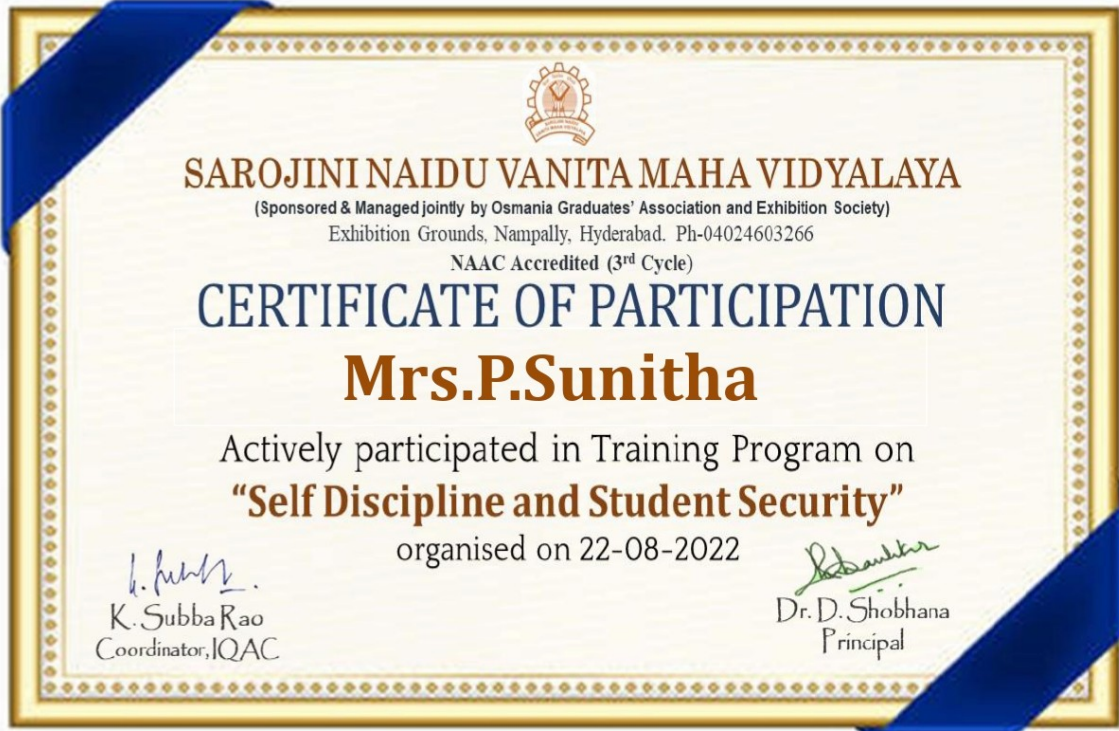 SAROJINI NAIDU VANITA MAHA VIDYALAYA
(Sponsored & Managed jointly by Osmania Graduates' Association and Exhibition Society)
Exhibition Grounds, Nampally, Hyderabad. Ph-04024603266
NAAC Accredited (3rd Cycle)
CERTIFICATE OF PARTICIPATION
Mrs.P.Sunitha
Actively participated in Training Program on
“Self Discipline and Student Security”
organised on 22-08-2022
K. Subba Rao
Coordinator,IQAC
Dr. D. Shobhana
Principal